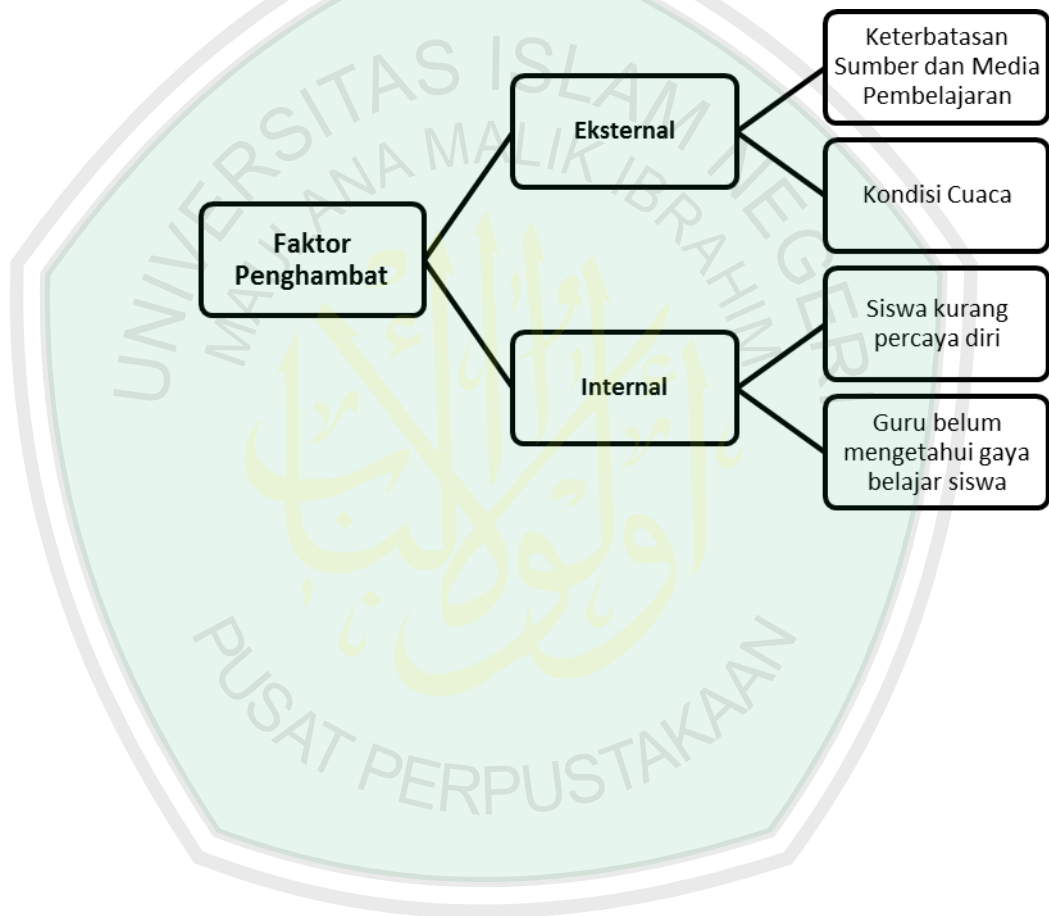 Faktor
Penghambat
Eksternal
Keterbatasan
Sumber dan Media
Pembelajaran
Kondisi Cuaca
Internal
Siswa kurang
percaya diri
Guru belum
mengetahui gaya
belajar siswa
UNIVERSITAS ISLAM NEGERI
MAULANA MALIK IBRAHIM
PUSAT PERPUSTAKAAN